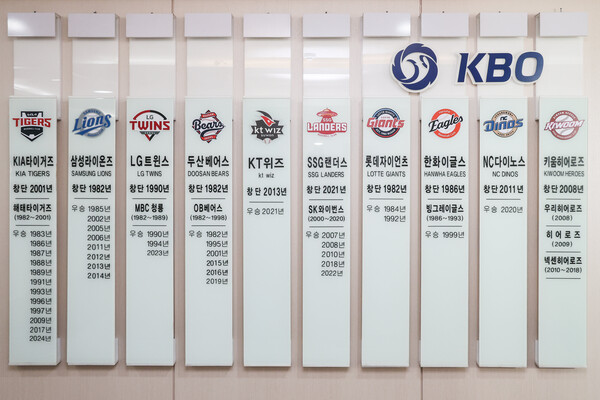 KBO
TIGERS
KIA타이거즈
KIA TIGERS
창단 2001년
해태타이거즈
(1982~2001)
우승 1983년
1986년
1987년
1988년
1989년
1991년
1993년
1996년
1997년
2009년
2017년
2024년
Lions
삼성라이온즈
SAMSUNG LIONS
창단 1982년
우승 1985년
2002년
2005년
2006년
2011년
2012년
2013년
2014년
LG
TWINS
LG트윈스
LG TWINS
창단 1990년
MBC 청룡
(1982~1989)
우승 1990년
1994년
2023년
Bears
두산베어스
DOOSAN BEARS
창단 1982년
OB베어스
(1982~1998)
우승 1982년
1995년
2001년
2015년
2016년
2019년
kt wiz
KT위즈
kt wiz
창단 2013년
우승 2021년
SSG
LANDERS
SSG랜더스
SSG LANDERS
창단 2021년
SK와이번스
(2000~2020)
우승 2007년
2008년
2010년
2018년
2022년
Giants
롯데자이언츠
LOTTE GIANTS
창단 1982년
우승 1984년
1992년
Eagles
한화이글스
HANWHA EAGLES
창단 1986년
빙그레이글스
(1986~1993)
우승 1999년
NC
Dinos
NC다이노스
NC DINOS
창단 2011년
우승 2020년
KIWOOM
키움히어로즈
KIWOOM HEROES
창단 2008년
우리히어로즈
(2008)
히어로즈
(2009)
넥센히어로즈
(2010~2018)